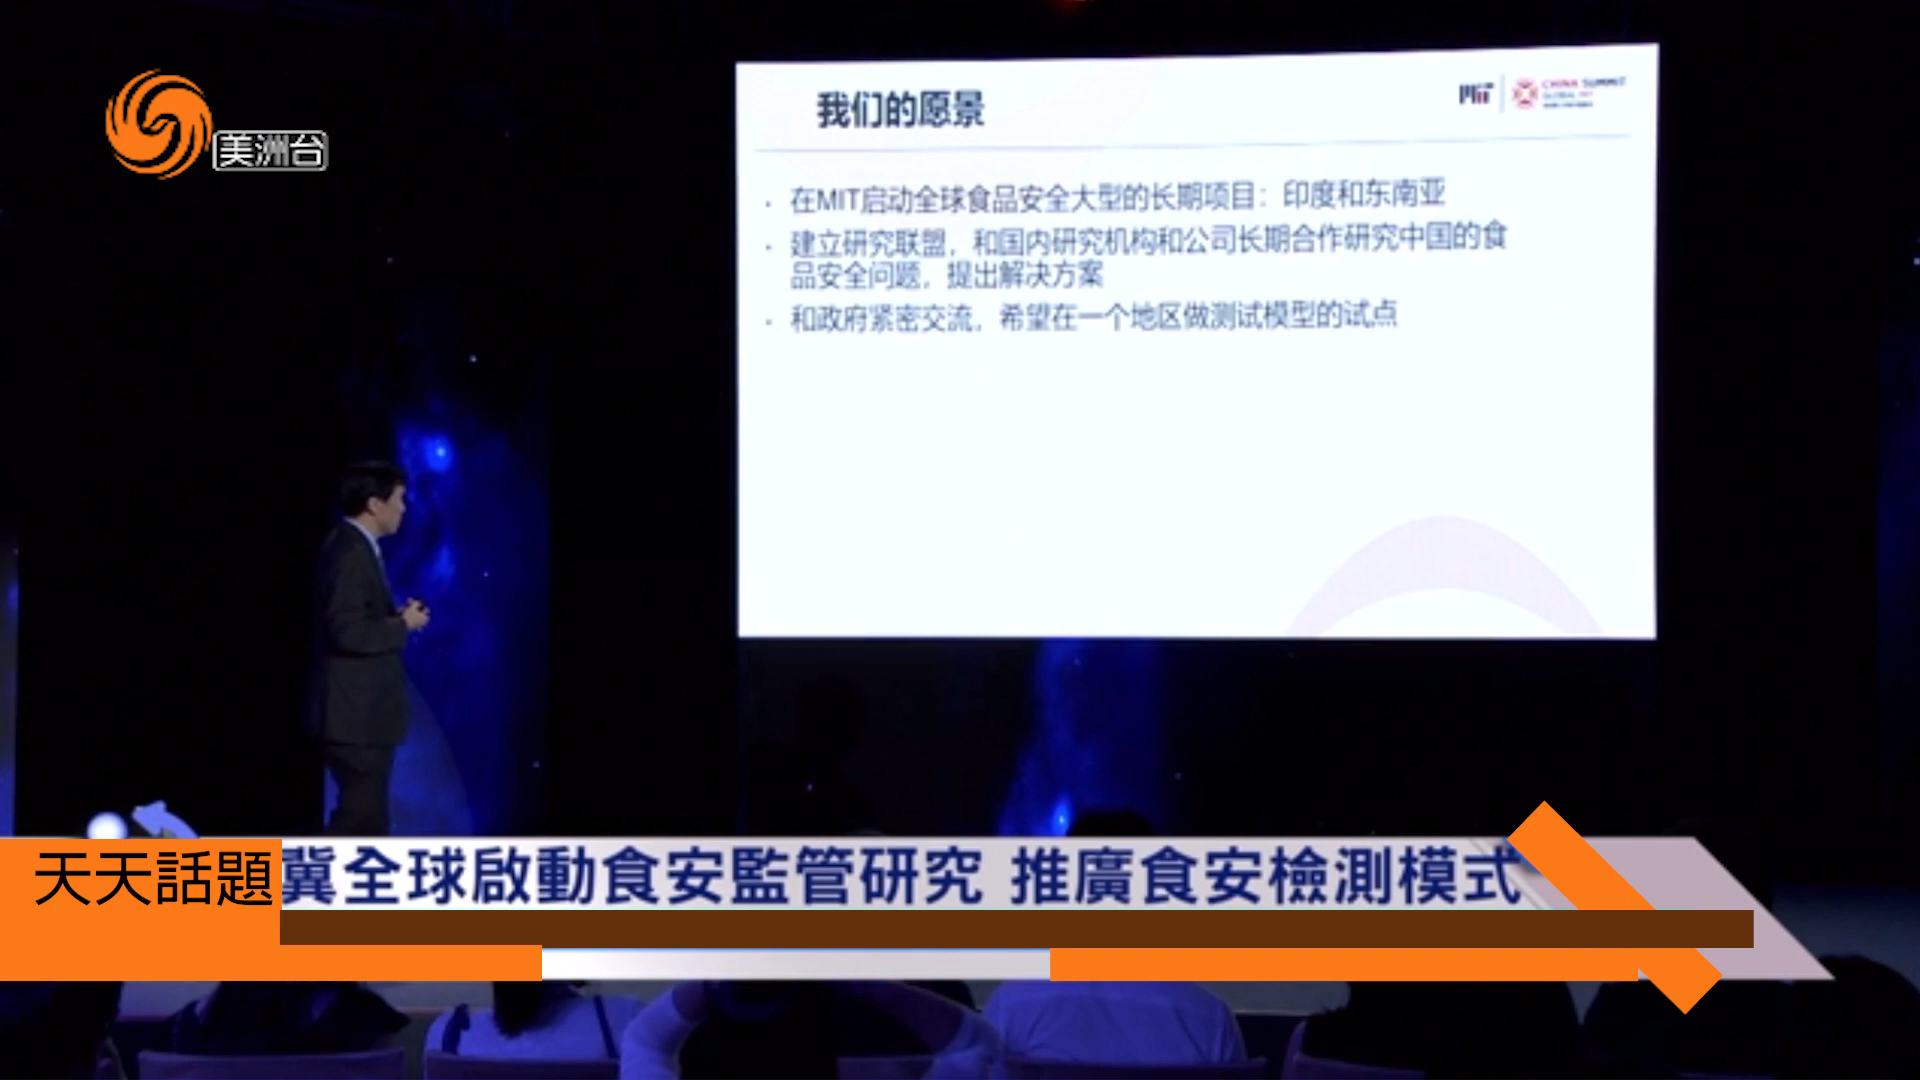 美洲台
我们的愿景
MIT
CHINA SUMMIT
在MIT启动全球食品安全大型的长期项目：印度和东南亚
建立研究联盟，和国内研究机构和公司长期合作研究中国的食
品安全问题，提出解决方案
和政府紧密交流，希望在一个地区做测试模型的试点
天天話題
冀全球啟動食安監管研究 推廣食安檢測模式